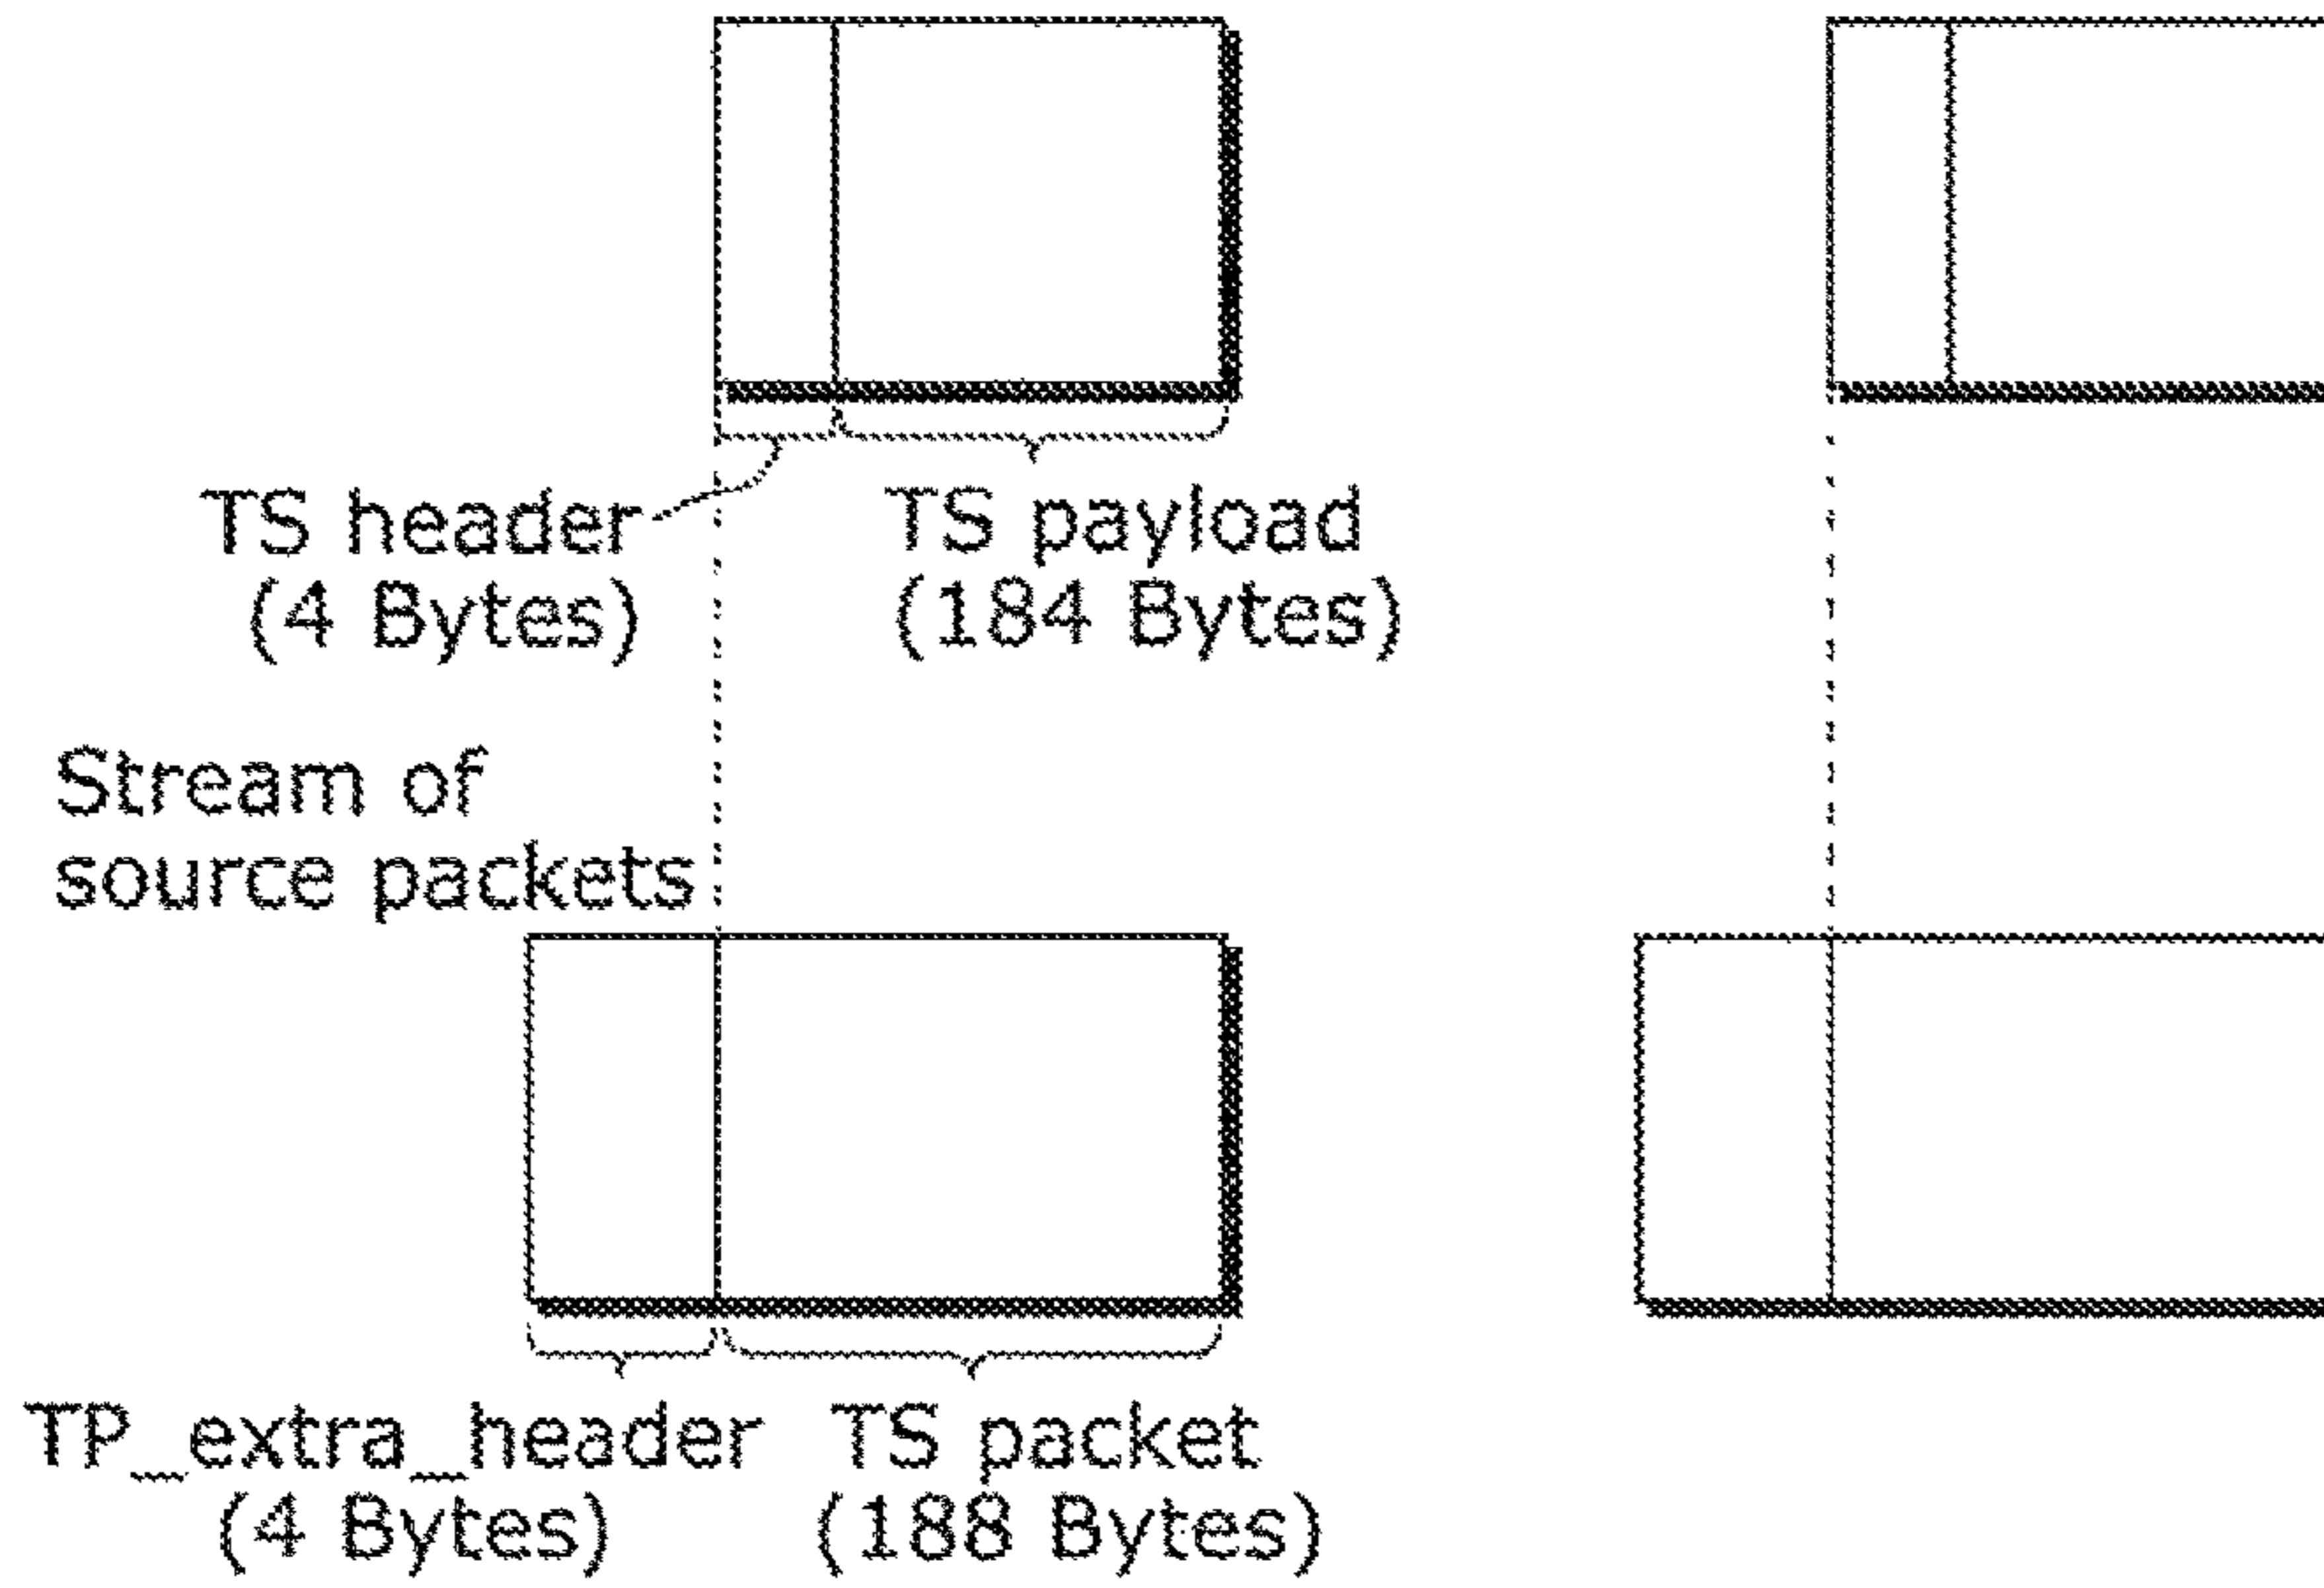 TS header
(4 Bytes)
TS payload
(184 Bytes)
Stream of
source packets
TP_extra_header
(4 Bytes)
TS packet
(188 Bytes)